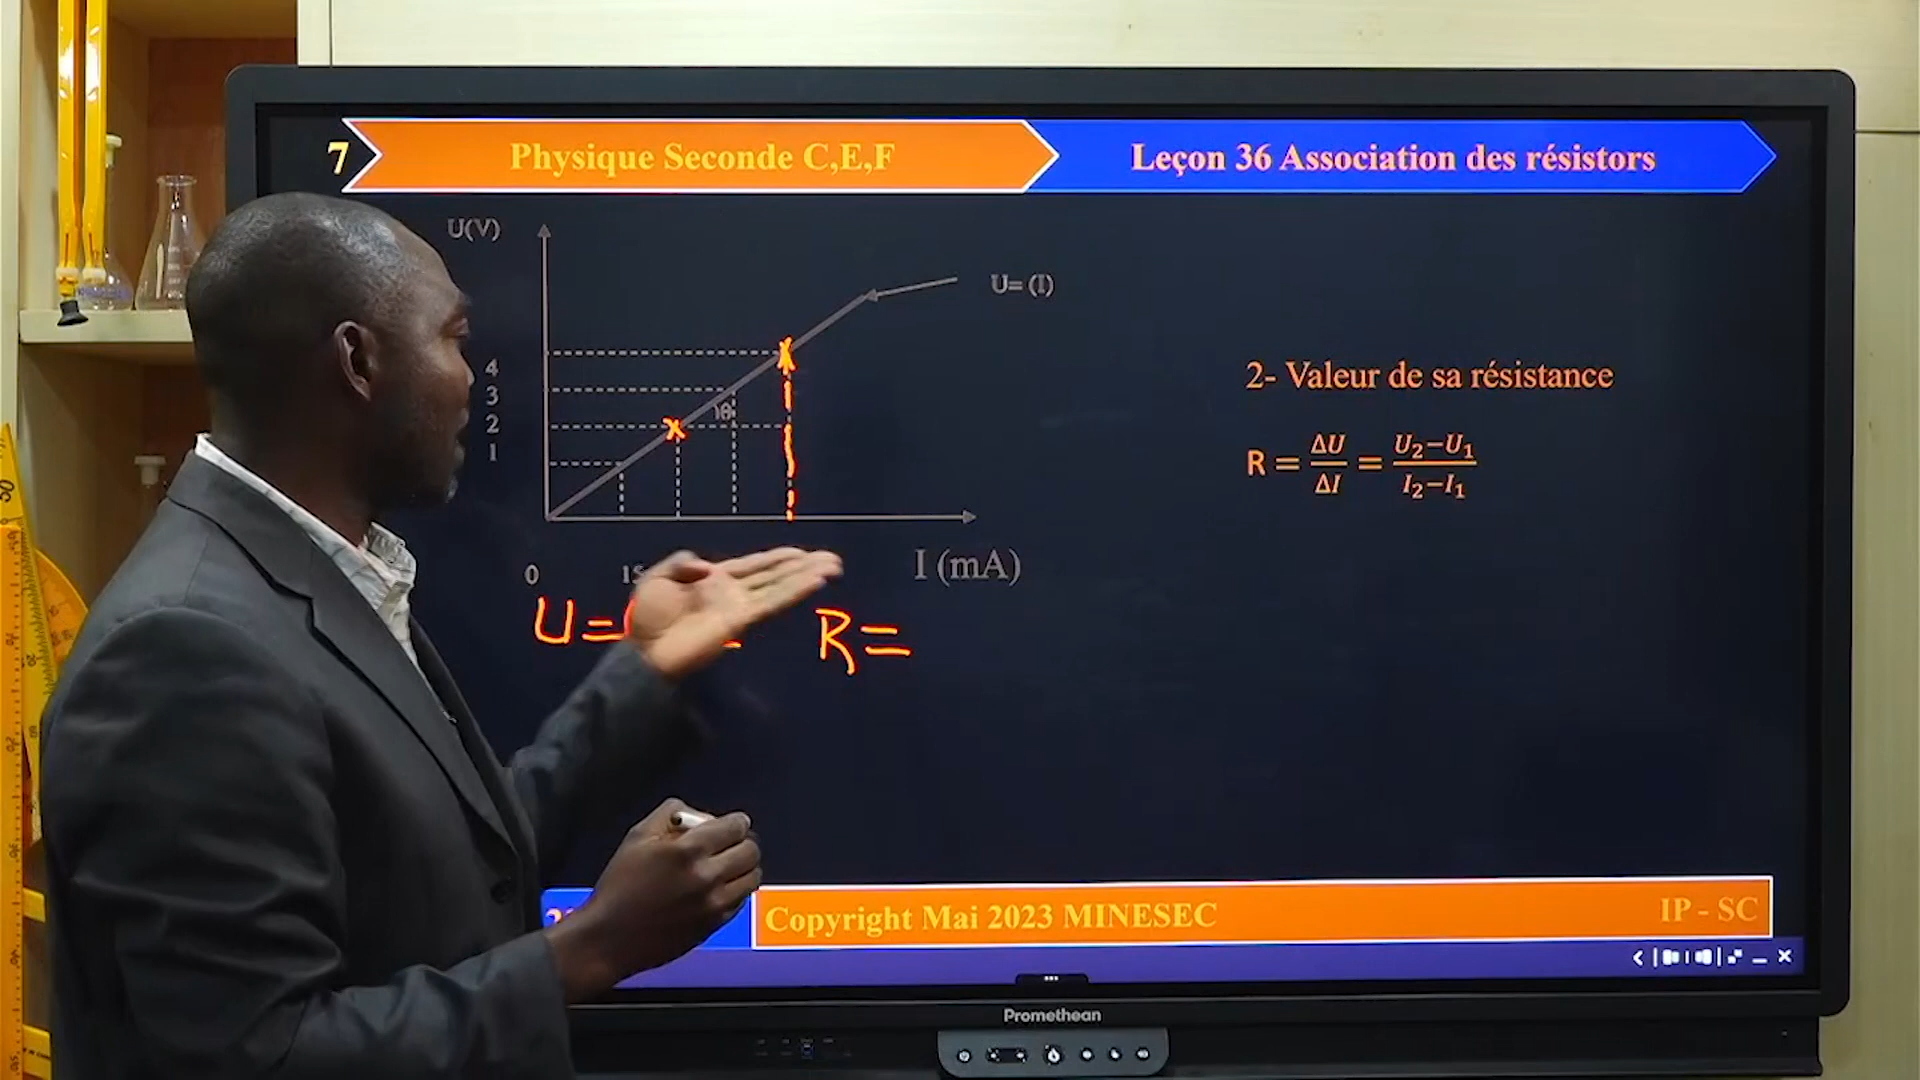 7
Physique Seconde C,E,F
Leçon 36 Association des résistors
U(V)
U= (I)
4
3
2
1
θ
0
15
I (mA)
U=
R=
2- Valeur de sa résistance
R = ΔU/ΔI = U₂−U₁/I₂−I₁
Copyright Mai 2023 MINESEC
IP - SC
Promethean